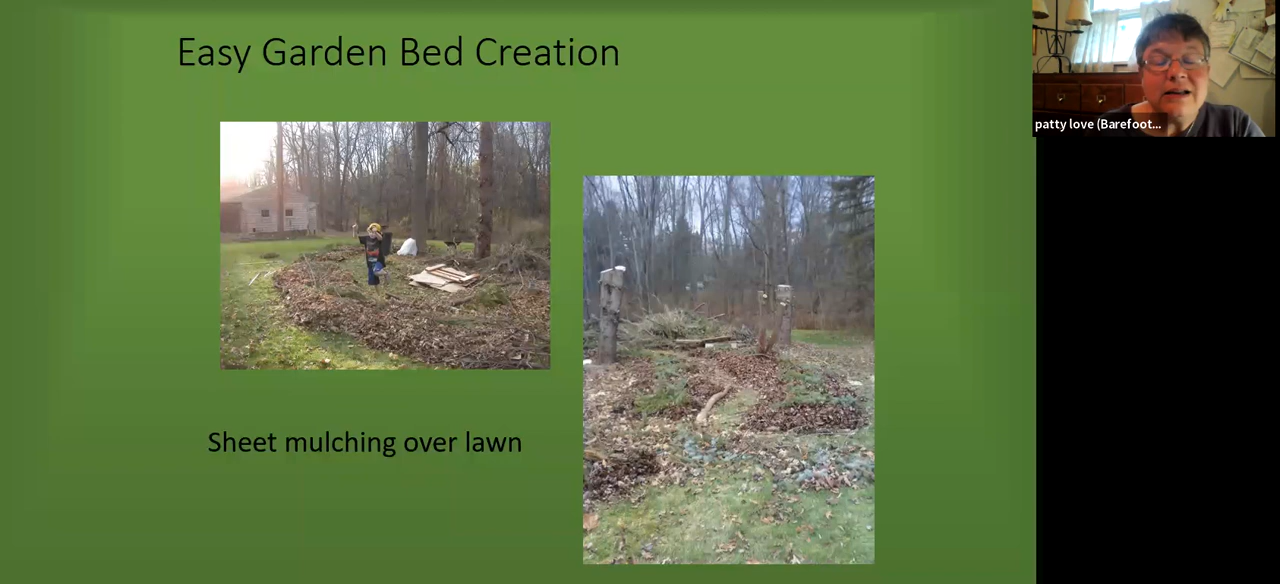 Easy Garden Bed Creation
patty love (Barefoot...
Sheet mulching over lawn